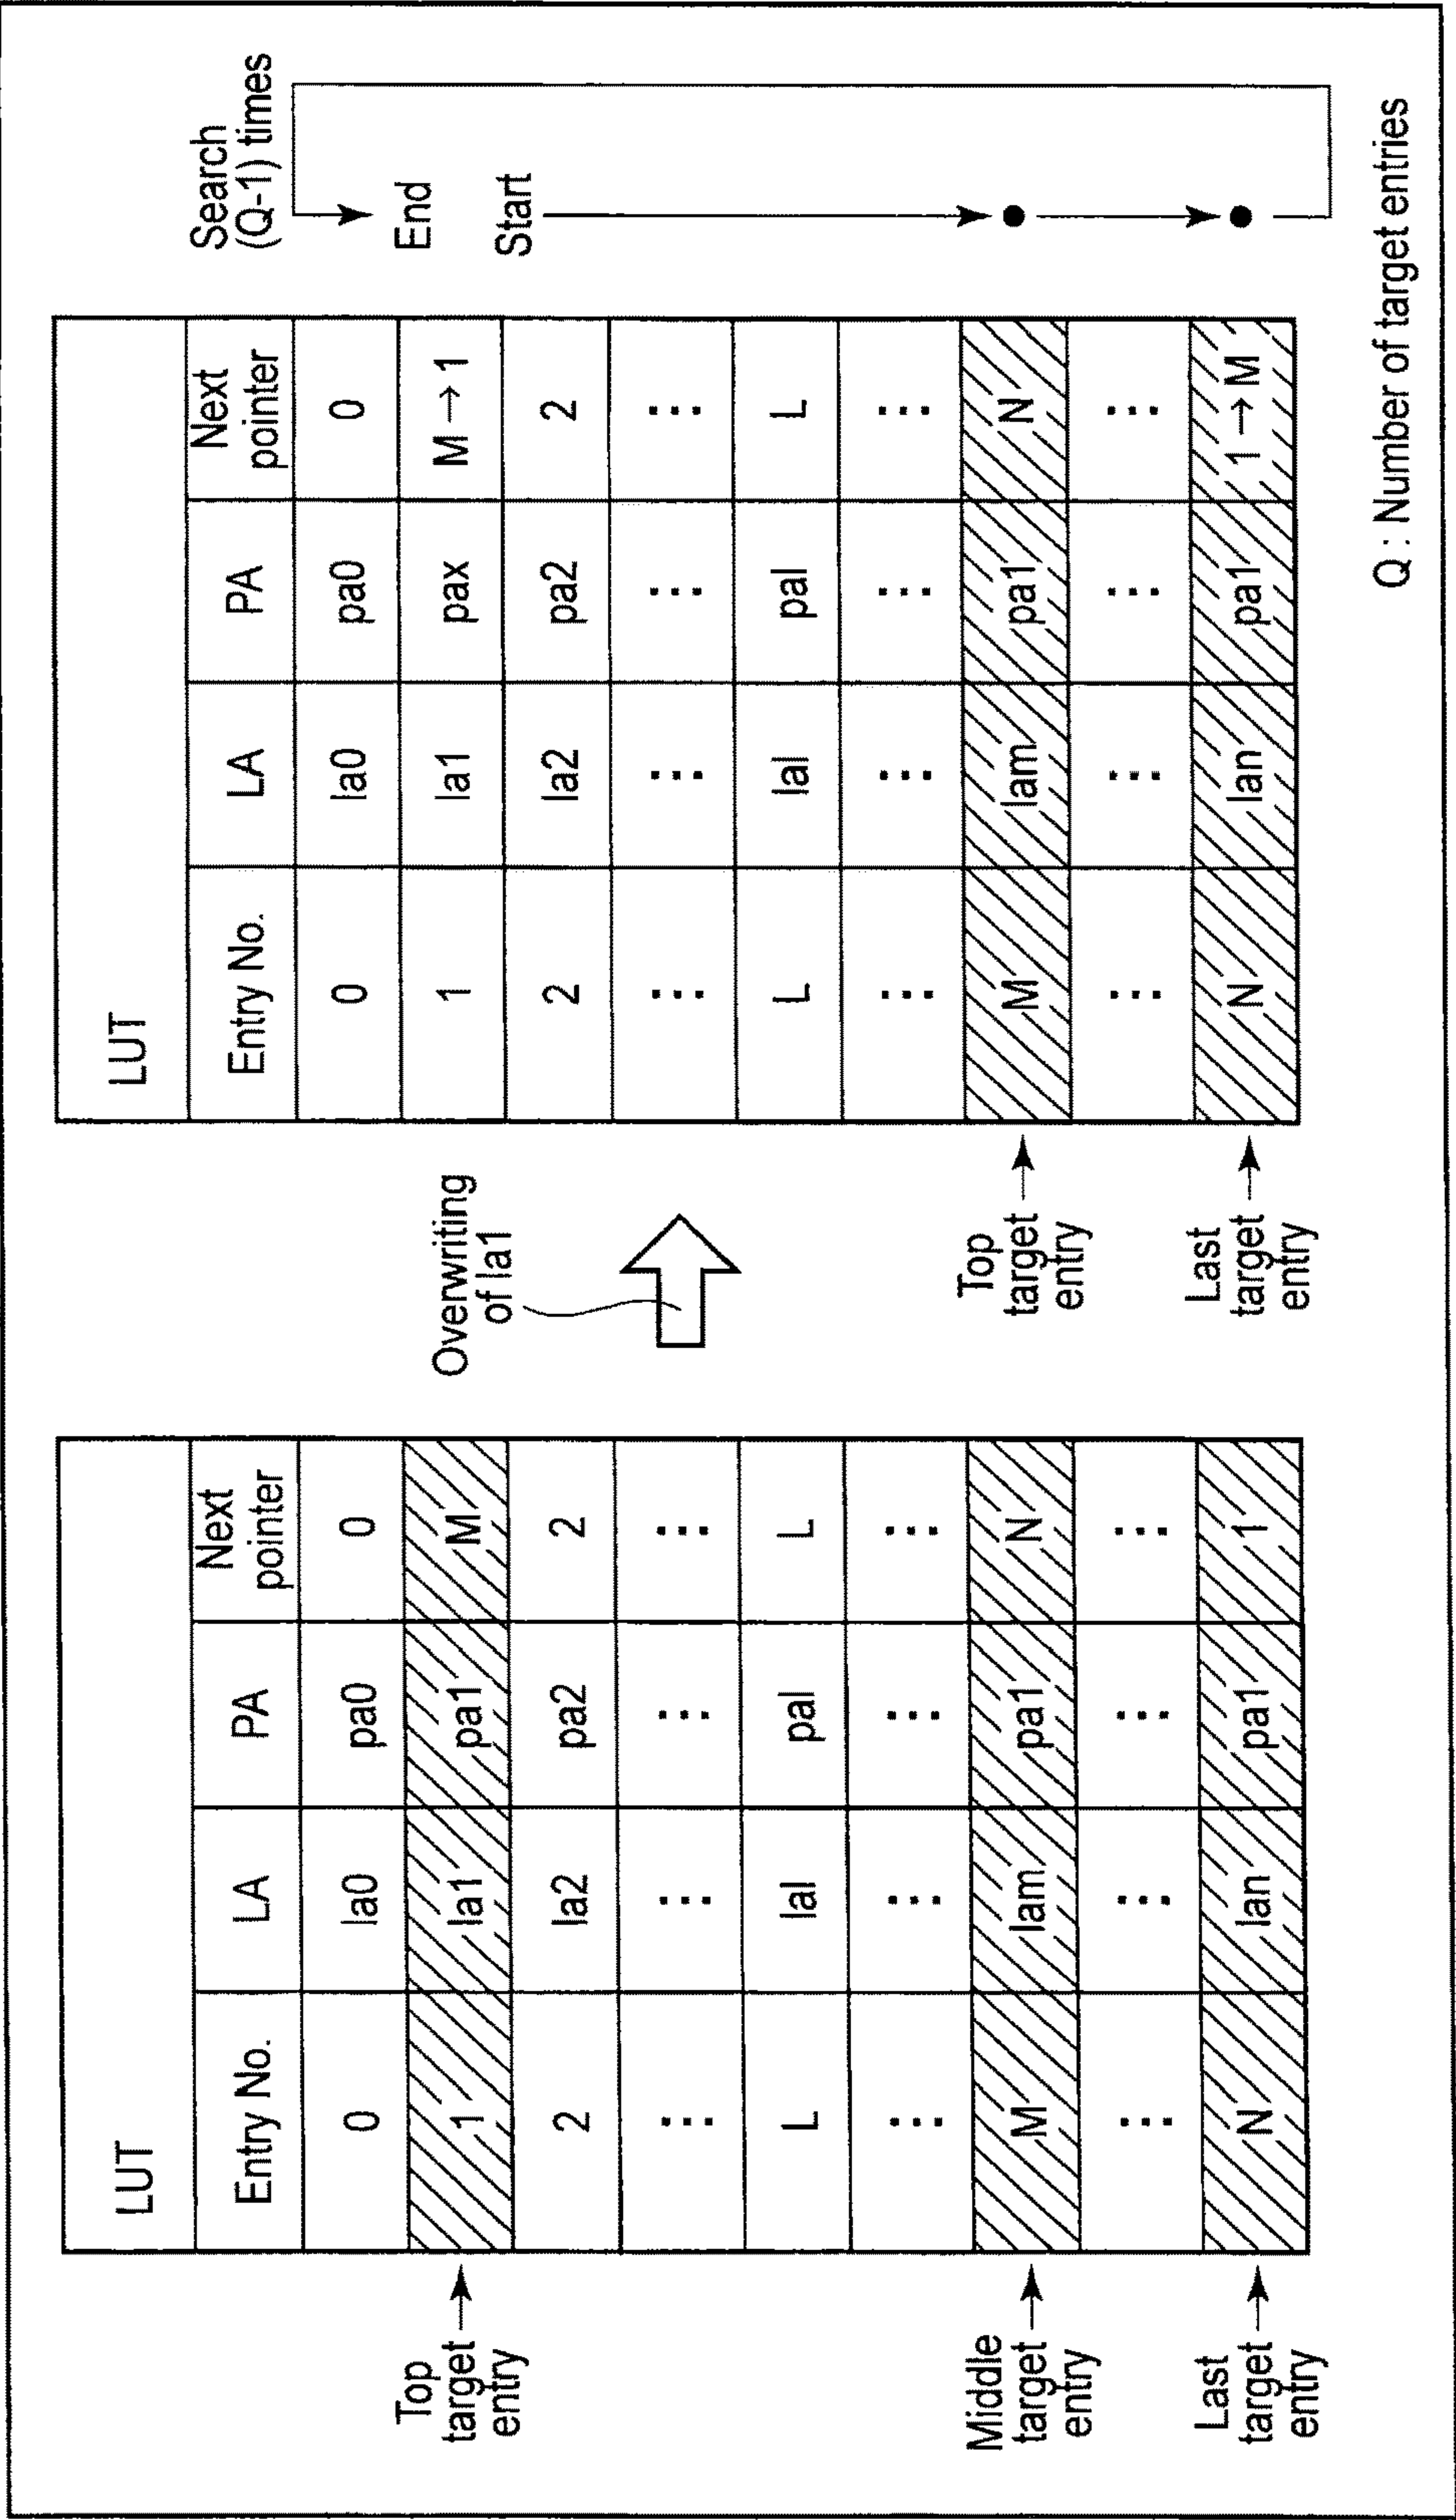 LUT
Entry No. LA PA Next pointer
0 la0 pa0 0
1 la1 pa1 M
2 la2 pa2 2
⋮ ⋮ ⋮ ⋮
L lal pal L
⋮ ⋮ ⋮ ⋮
M lam pa1 N
⋮ ⋮ ⋮ ⋮
N lan pa1 1
Top
target
entry
Middle
target
entry
Last
target
entry
Overwriting
of la1
LUT
Entry No. LA PA Next pointer
0 la0 pa0 0
1 la1 pax M → 1
2 la2 pa2 2
⋮ ⋮ ⋮ ⋮
L lal pal L
⋮ ⋮ ⋮ ⋮
M lam pa1 N
⋮ ⋮ ⋮ ⋮
N lan pa1 1 → M
Top
target
entry
Last
target
entry
Search
(Q-1) times
End
Start
Q : Number of target entries